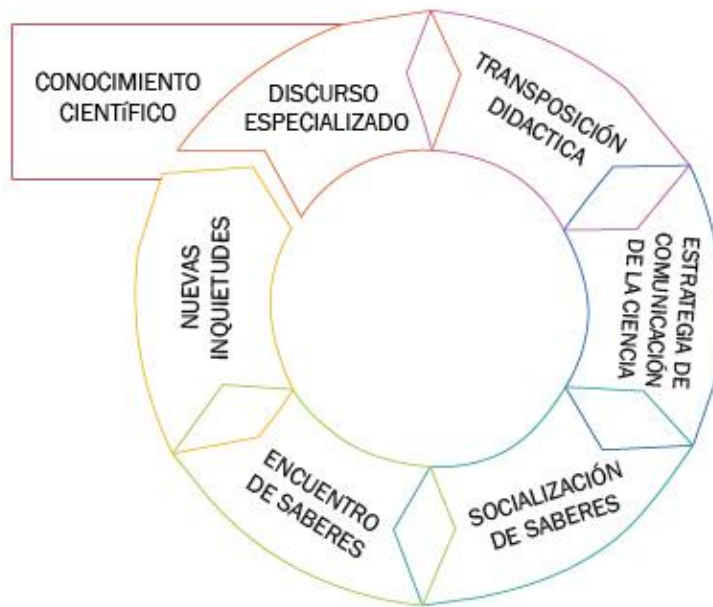 CONOCIMIENTO
CIENTÍFICO
DISCURSO
ESPECIALIZADO
TRANSPOSICIÓN
DIDACTICA
ESTRATEGIA DE
COMUNICACIÓN
DE LA CIENCIA
SOCIALIZACIÓN
DE SABERES
ENCUENTRO
DE SABERES
NUEVAS
INQUIETUDES